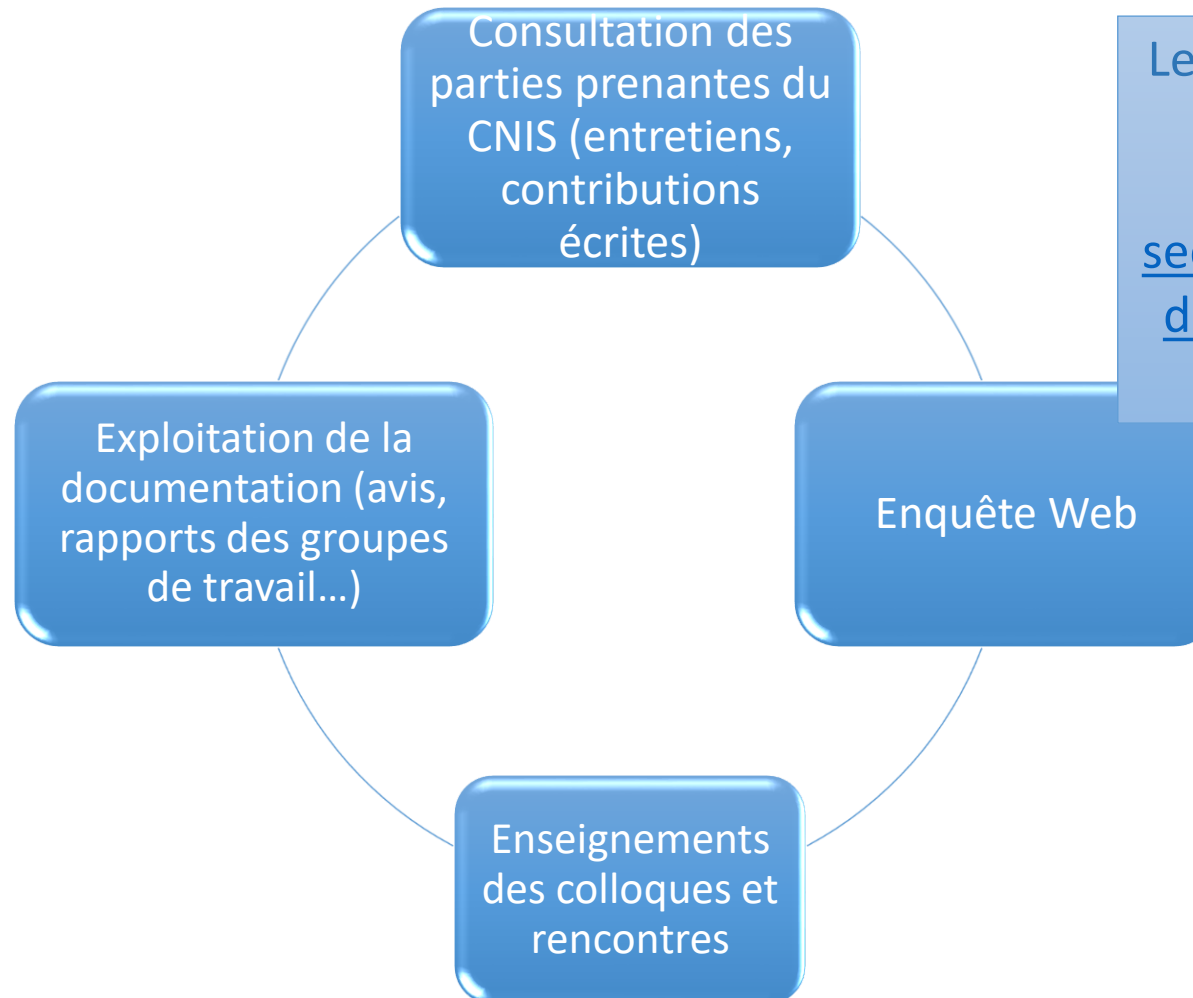 Consultation des
parties prenantes du
CNIS (entretiens,
contributions
écrites)
Le
Exploitation de la
documentation (avis,
rapports des groupes
de travail...)
Enquête Web
Enseignements
des colloques et
rencontres